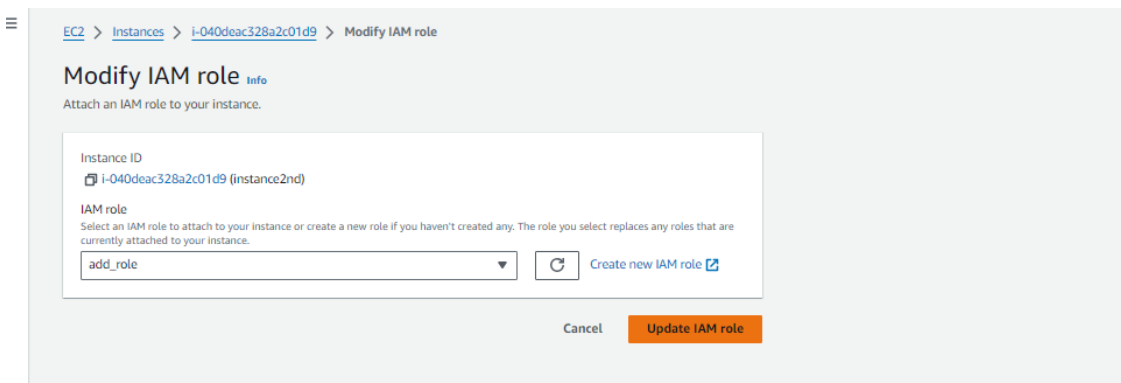 EC2 > Instances > i-040deac328a2c01d9 > Modify IAM role
Modify IAM role Info
Attach an IAM role to your instance.
Instance ID
i-040deac328a2c01d9 (instance2nd)
IAM role
Select an IAM role to attach to your instance or create a new role if you haven't created any. The role you select replaces any roles that are
currently attached to your instance.
add_role
Create new IAM role
Cancel
Update IAM role